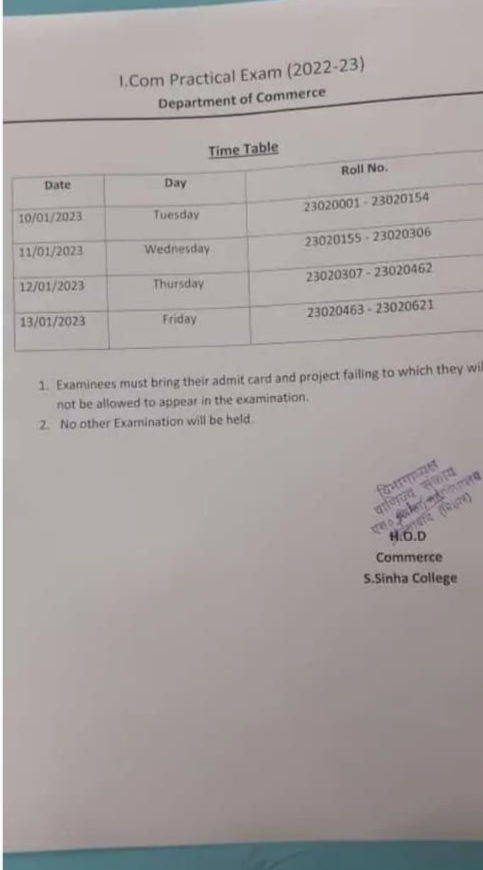 I.Com Practical Exam (2022-23)
Department of Commerce
Time Table
Date Day Roll No.
10/01/2023 Tuesday 23020001 - 23020154
11/01/2023 Wednesday 23020155 - 23020306
12/01/2023 Thursday 23020307 - 23020462
13/01/2023 Friday 23020463 - 23020621
1. Examinees must bring their admit card and project failing to which they wil
not be allowed to appear in the examination.
2. No other Examination will be held.
विभागाध्यक्ष
वाणिज्य संकाय
H.O.D
Commerce
S.Sinha College